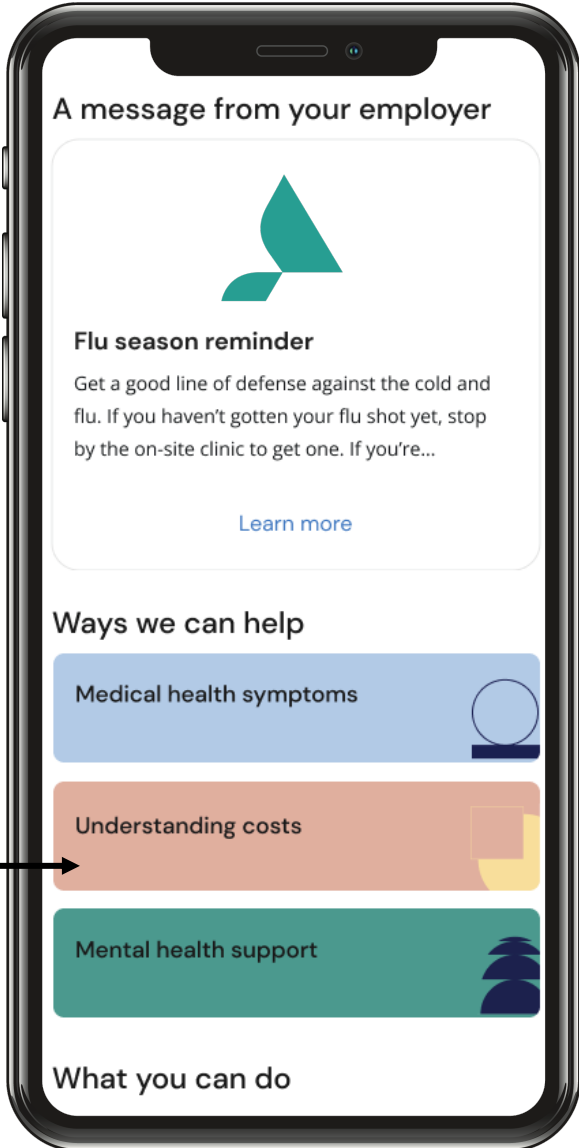 A message from your employer
Flu season reminder
Get a good line of defense against the cold and
flu. If you haven’t gotten your flu shot yet, stop
by the on-site clinic to get one. If you’re...
Learn more
Ways we can help
Medical health symptoms
Understanding costs
Mental health support
What you can do